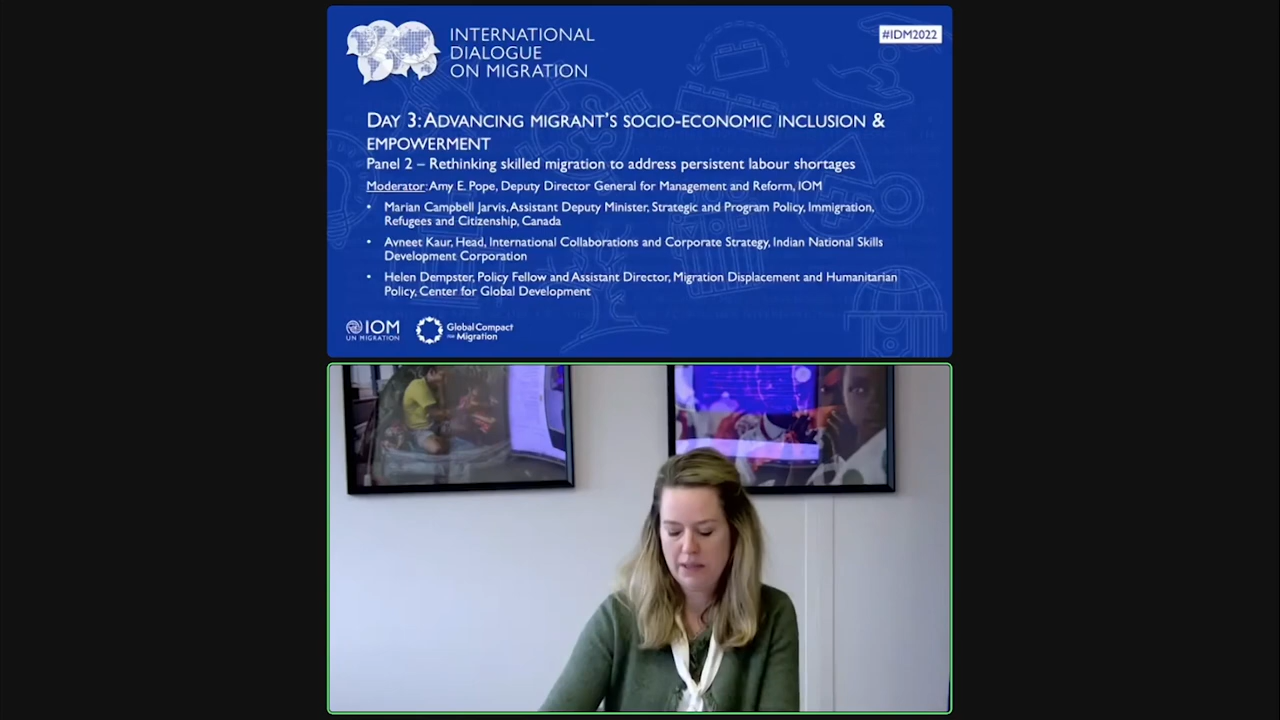 INTERNATIONAL
DIALOGUE
ON MIGRATION
#IDM2022
DAY 3: ADVANCING MIGRANT'S SOCIO-ECONOMIC INCLUSION &
EMPOWERMENT
Panel 2 – Rethinking skilled migration to address persistent labour shortages
Moderator: Amy E. Pope, Deputy Director General for Management and Reform, IOM
• Marian Campbell Jarvis, Assistant Deputy Minister, Strategic and Program Policy, Immigration,
Refugees and Citizenship, Canada
• Avneet Kaur, Head, International Collaborations and Corporate Strategy, Indian National Skills
Development Corporation
• Helen Dempster, Policy Fellow and Assistant Director, Migration Displacement and Humanitarian
Policy, Center for Global Development
IOM
UN MIGRATION
Global Compact
for Migration